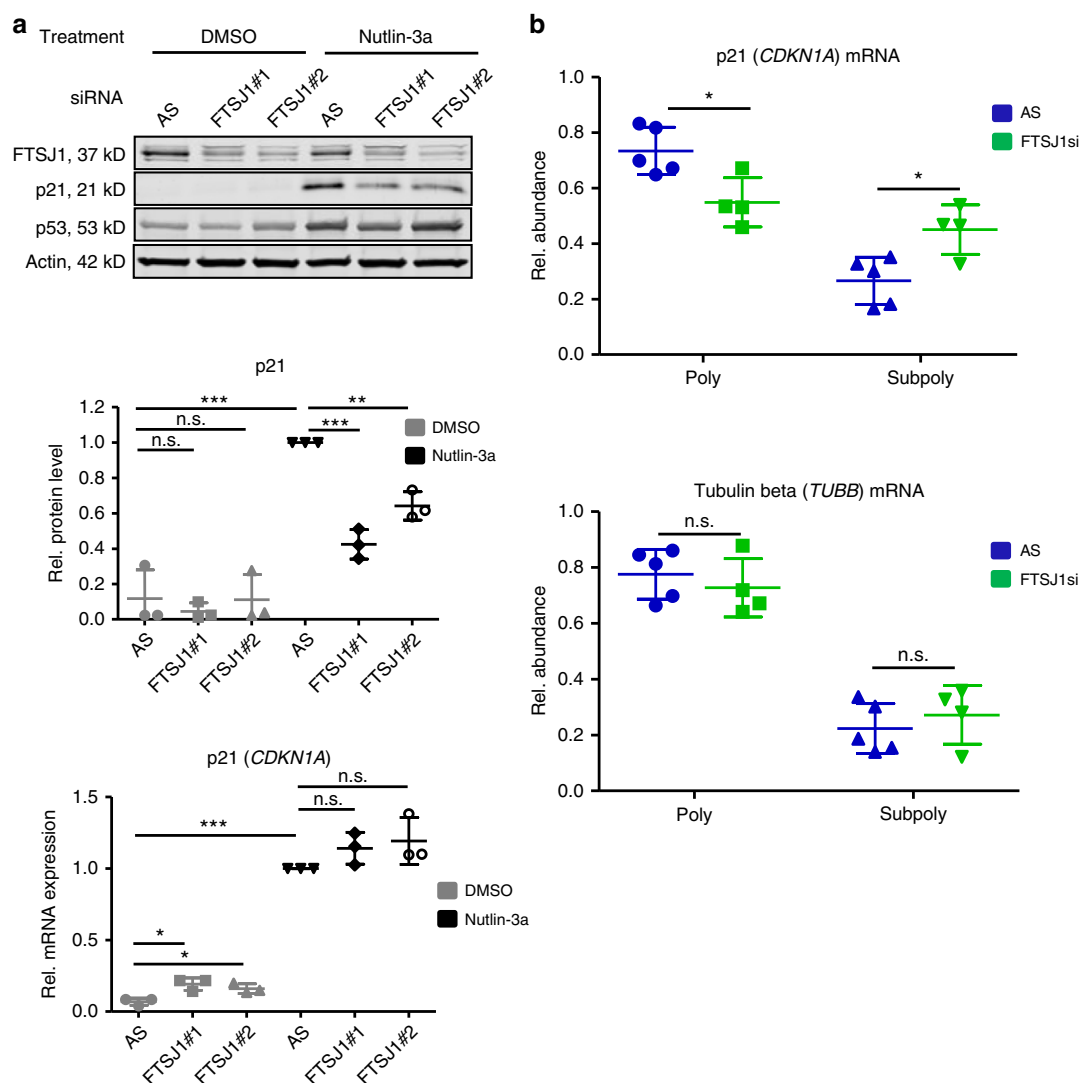 a
Treatment DMSO Nutlin-3a
siRNA AS FTSJ1#1 FTSJ1#2 AS FTSJ1#1 FTSJ1#2
FTSJ1, 37 kD
p21, 21 kD
p53, 53 kD
Actin, 42 kD
p21
Rel. protein level
1.2
1.0
0.8
0.6
0.4
0.2
0.0
***
n.s.
n.s.
**
***
DMSO
Nutlin-3a
AS FTSJ1#1 FTSJ1#2 AS FTSJ1#1 FTSJ1#2
p21 (CDKN1A)
Rel. mRNA expression
1.5
1.0
0.5
0.0
n.s.
n.s.
***
*
*
DMSO
Nutlin-3a
AS FTSJ1#1 FTSJ1#2 AS FTSJ1#1 FTSJ1#2
b
p21 (CDKN1A) mRNA
Rel. abundance
1.0
0.8
0.6
0.4
0.2
0.0
*
*
AS
FTSJ1si
Poly Subpoly
Tubulin beta (TUBB) mRNA
Rel. abundance
1.0
0.8
0.6
0.4
0.2
0.0
n.s.
n.s.
AS
FTSJ1si
Poly Subpoly